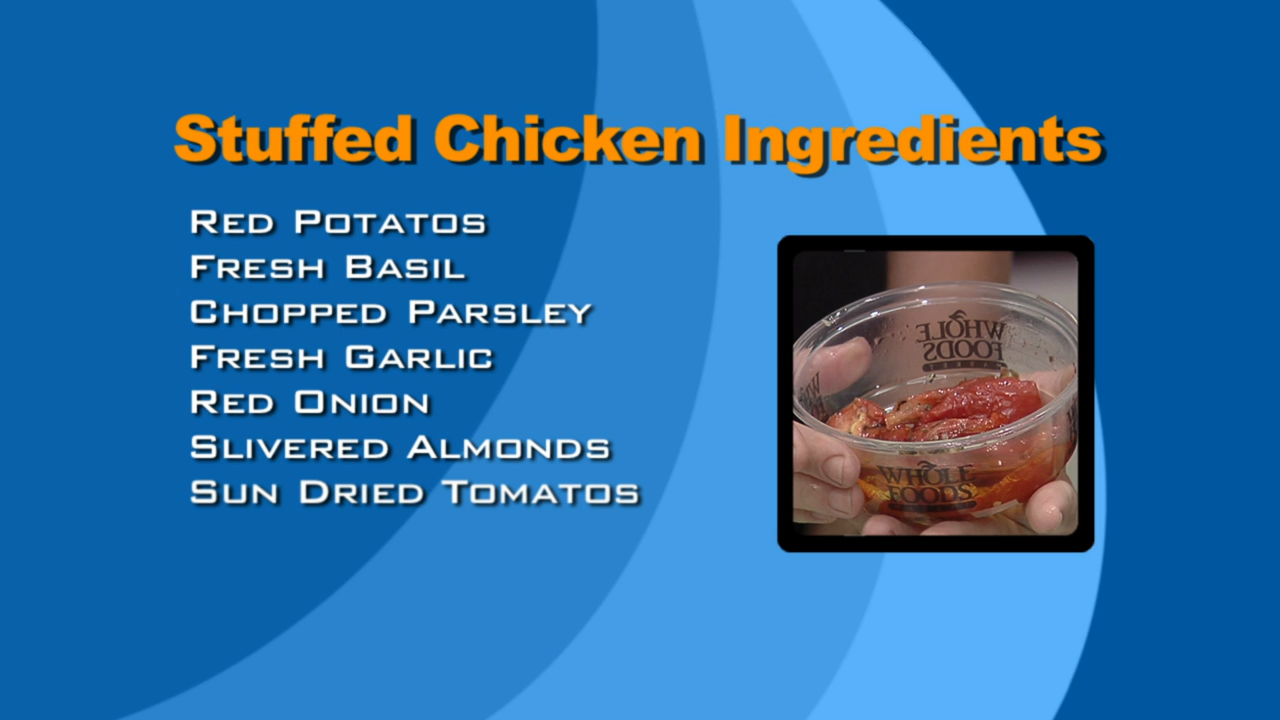 Stuffed Chicken Ingredients
Red Potatos
Fresh Basil
Chopped Parsley
Fresh Garlic
Red Onion
Slivered Almonds
Sun Dried Tomatos
WHOLE
FOODS
MARKET
WHOLE
FOODS